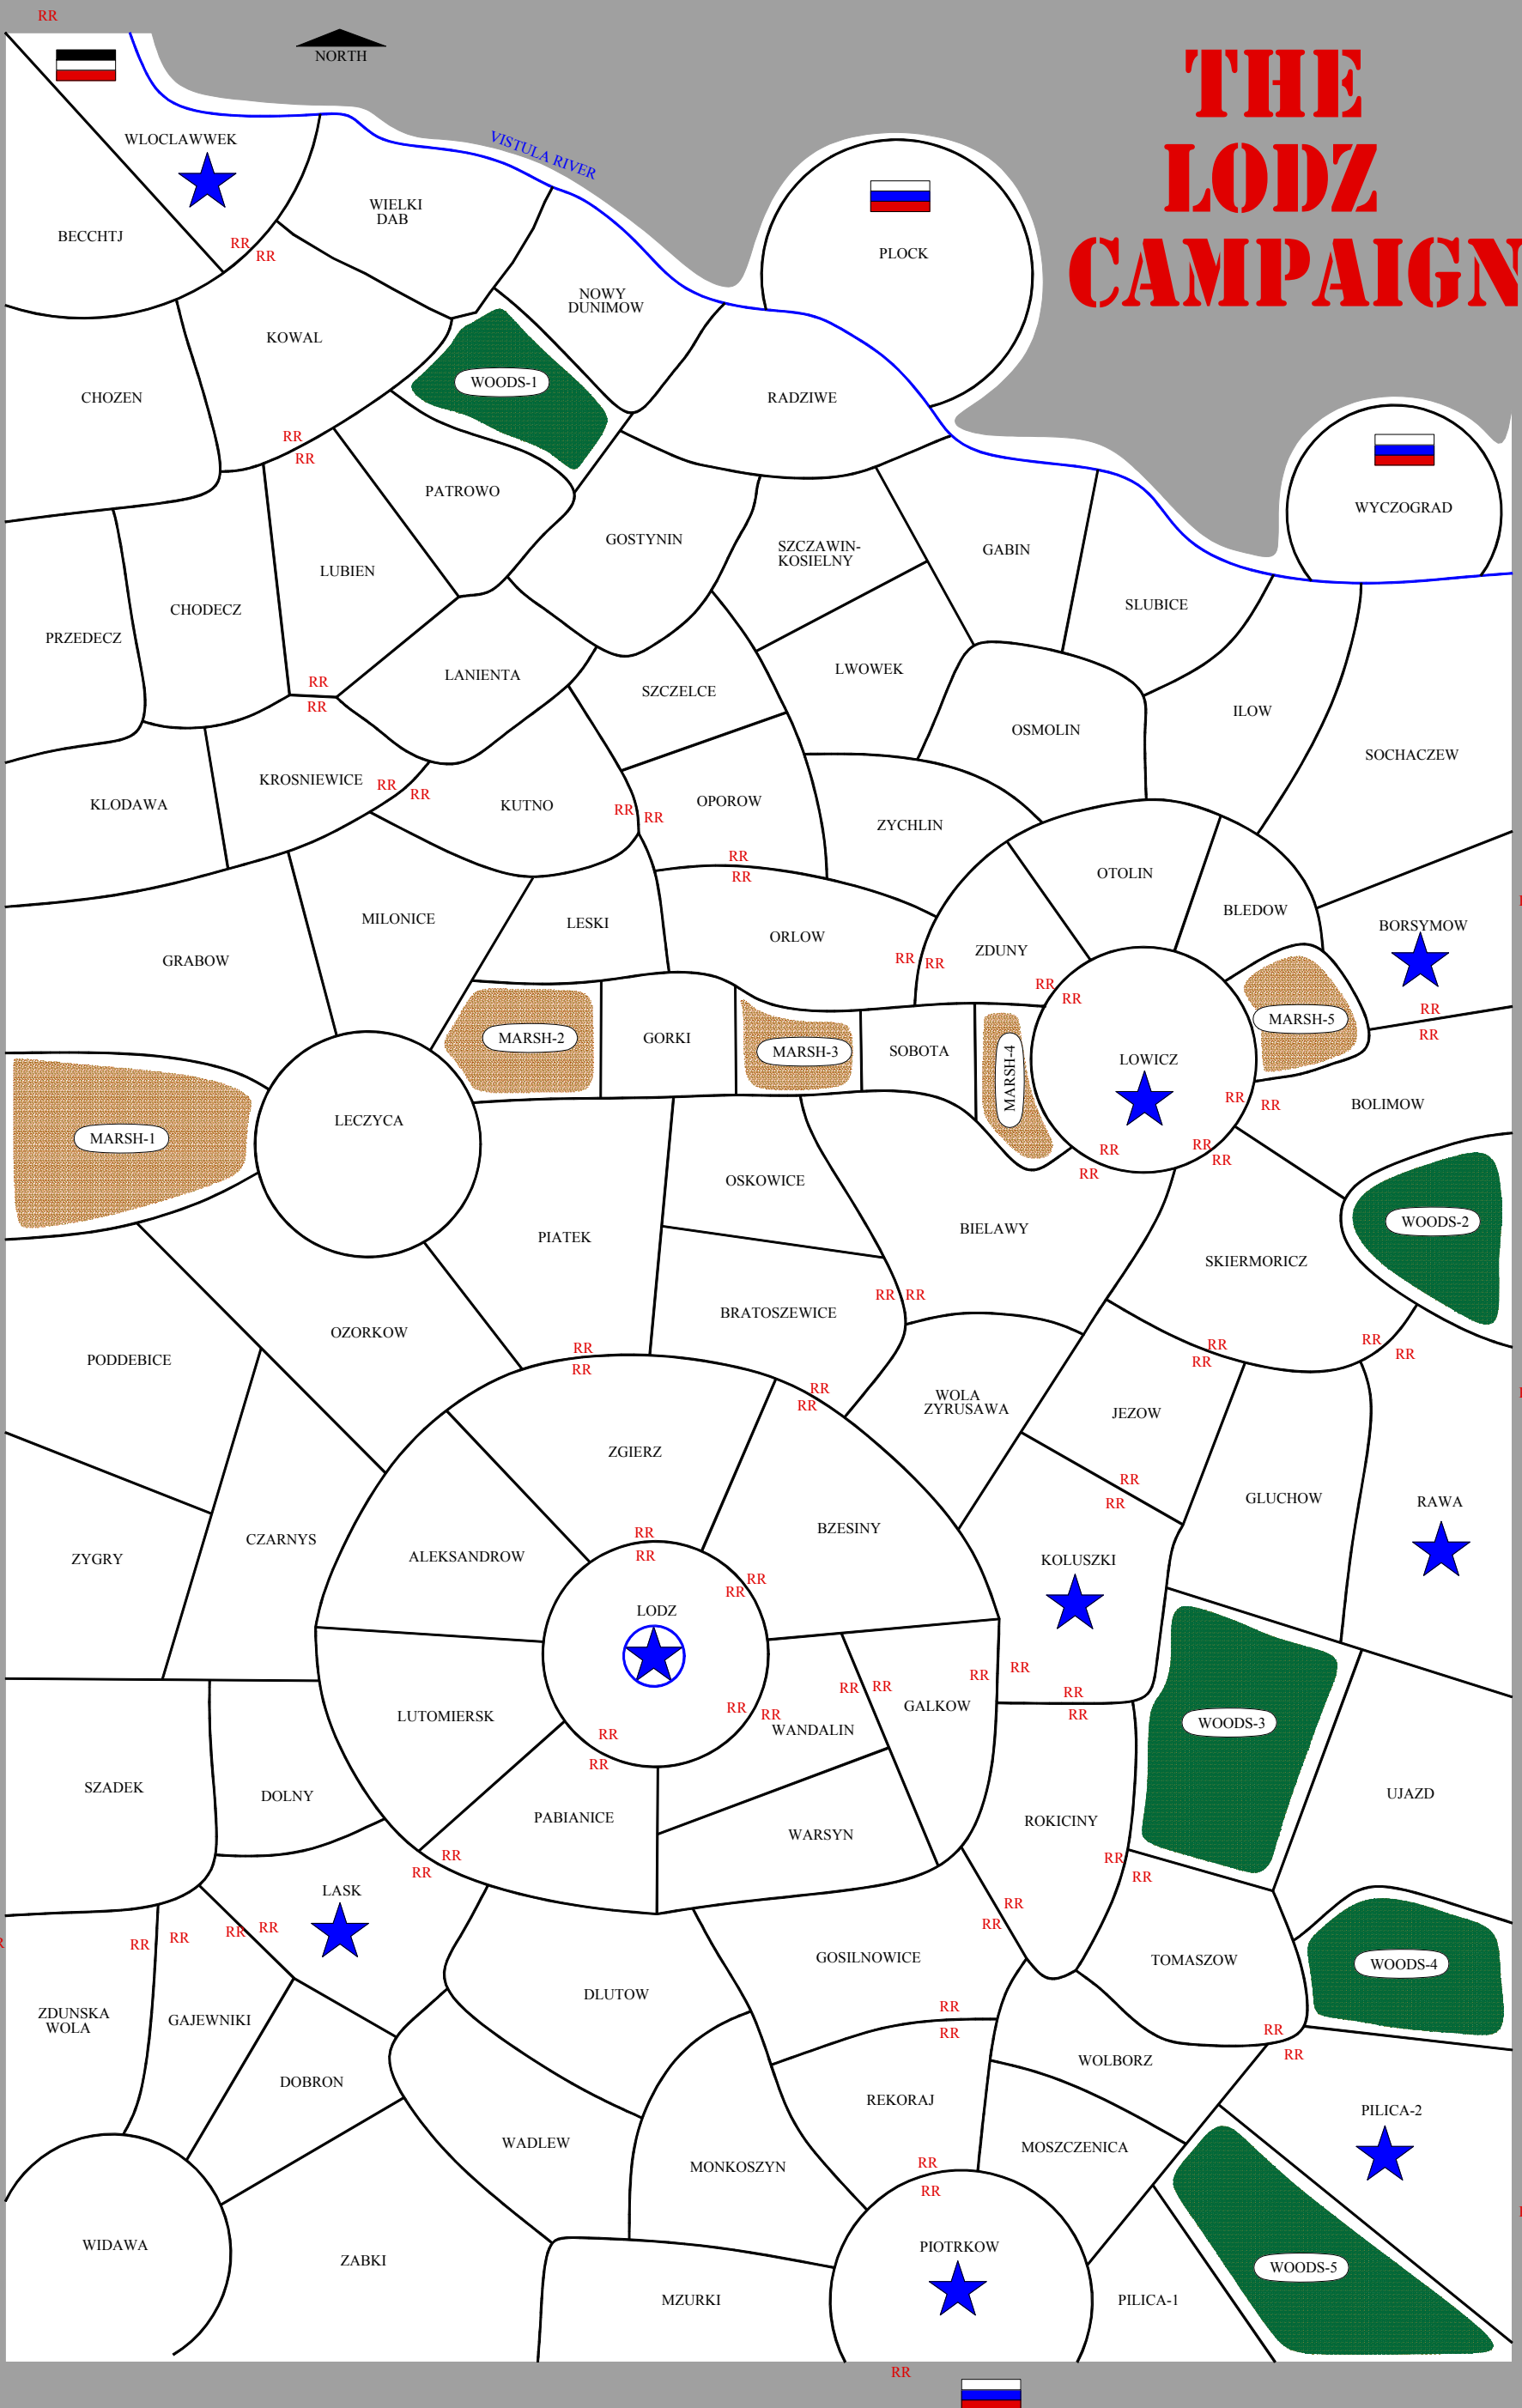 RR
NORTH
THE
LODZ
CAMPAIGN
WLOCLAWWEK
VISTULA RIVER
WIELKI
DAB
BECCHTJ
RR
RR
PLOCK
NOWY
DUNIMOW
KOWAL
WOODS-1
CHOZEN
RADZIWE
RR
RR
PATROWO
WYCZOGRAD
GOSTYNIN
SZCZAWIN-
KOSIELNY
GABIN
LUBIEN
CHODECZ
SLUBICE
PRZEDECZ
LANIENTA
LWOWEK
RR
RR
SZCZELCE
ILOW
OSMOLIN
SOCHACZEW
KROSNIEWICE
RR
RR
KLODAWA
KUTNO
RR
RR
OPOROW
ZYCHLIN
RR
RR
OTOLIN
MILONICE
LESKI
BLEDOW
BORSYMOW
ORLOW
ZDUNY
GRABOW
RR
RR
RR
RR
RR
RR
MARSH-5
MARSH-2
GORKI
MARSH-3
SOBOTA
MARSH-4
LOWICZ
LECZYCA
MARSH-1
RR
RR
BOLIMOW
RR
RR
RR
RR
OSKOWICE
BIELAWY
PIATEK
WOODS-2
SKIERMORICZ
RR
RR
BRATOSZEWICE
OZORKOW
PODDEBICE
RR
RR
RR
RR
RR
RR
RR
RR
WOLA
ZYRUSAWA
JEZOW
ZGIERZ
RR
RR
GLUCHOW
RAWA
BZESINY
CZARNYS
ZYGRY
ALEKSANDROW
RR
RR
KOLUSZKI
RR
RR
LODZ
RR
RR
RR
RR
RR
RR
GALKOW
RR
RR
RR
RR
WANDALIN
LUTOMIERSK
WOODS-3
SZADEK
DOLNY
PABIANICE
WARSYN
ROKICINY
UJAZD
RR
RR
RR
RR
LASK
RR
RR
RR
RR
RR
RR
GOSILNOWICE
TOMASZOW
WOODS-4
DLUTOW
ZDUNSKA
WOLA
GAJEWNIKI
RR
RR
RR
RR
WOLBORZ
DOBRON
REKORAJ
PILICA-2
WADLEW
MOSZCZENICA
MONKOSZYN
RR
RR
WIDAWA
ZABKI
PIOTRKOW
WOODS-5
MZURKI
PILICA-1
RR